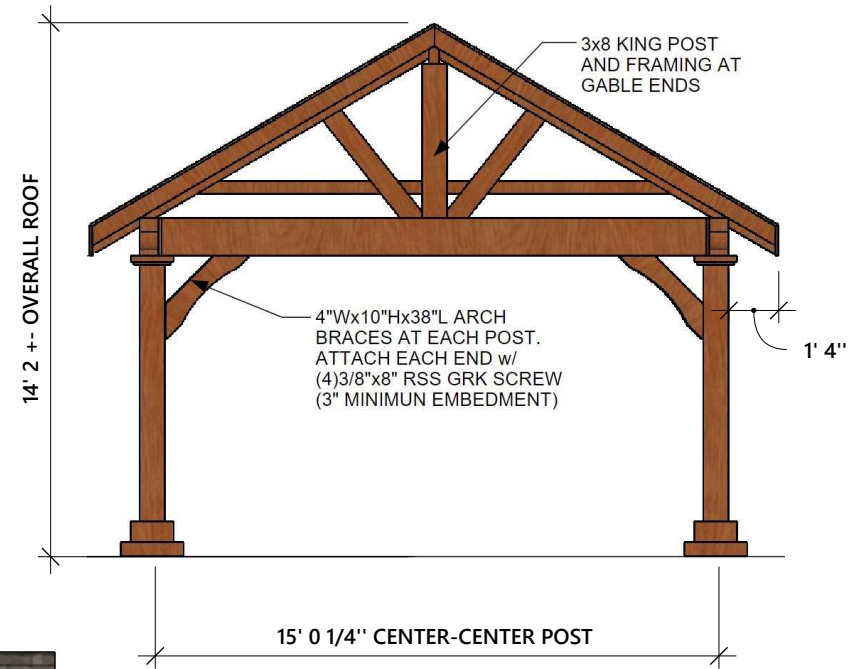 3x8 KING POST
AND FRAMING AT
GABLE ENDS
14' 2 +- OVERALL ROOF
4"Wx10"Hx38"L ARCH
BRACES AT EACH POST.
ATTACH EACH END w/
(4)3/8"x8" RSS GRK SCREW
(3" MINIMUN EMBEDMENT)
1' 4''
15' 0 1/4'' CENTER-CENTER POST